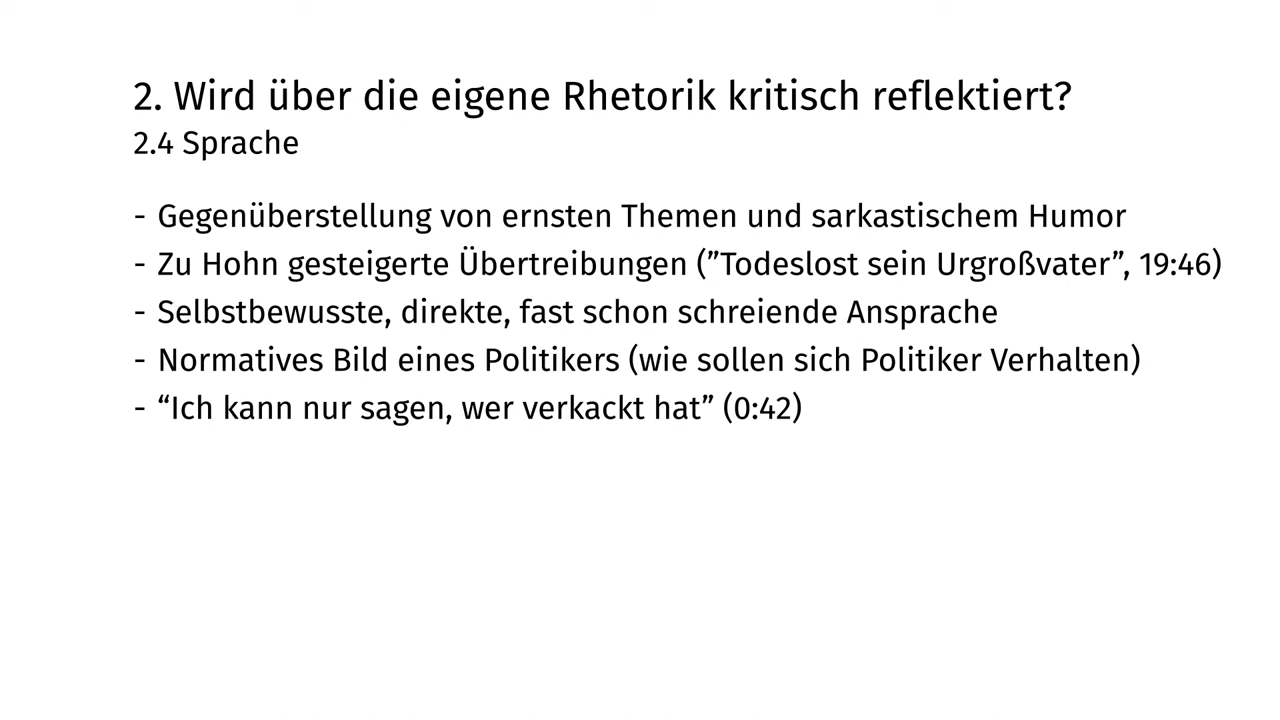 2. Wird über die eigene Rhetorik kritisch reflektiert?
2.4 Sprache
- Gegenüberstellung von ernsten Themen und sarkastischem Humor
- Zu Hohn gesteigerte Übertreibungen (”Todeslost sein Urgroßvater”, 19:46)
- Selbstbewusste, direkte, fast schon schreiende Ansprache
- Normatives Bild eines Politikers (wie sollen sich Politiker Verhalten)
- “Ich kann nur sagen, wer verkackt hat” (0:42)